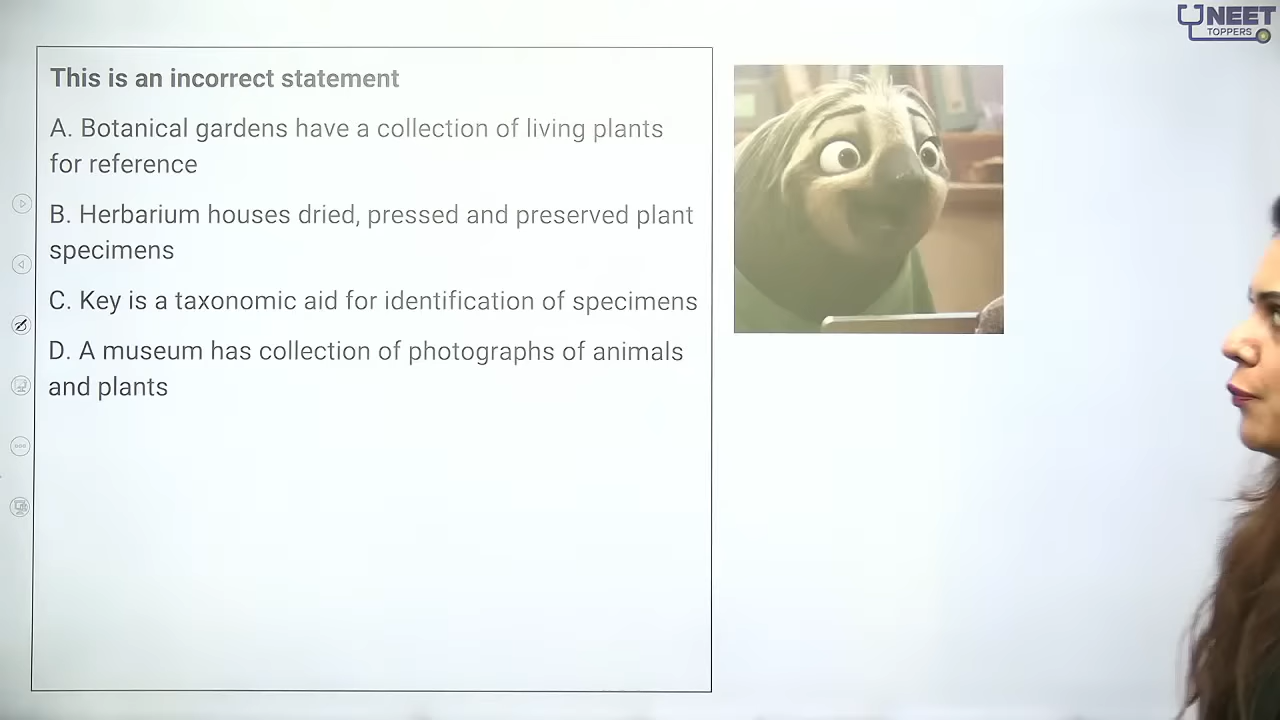 NEET
TOPPERS
This is an incorrect statement
A. Botanical gardens have a collection of living plants
for reference
B. Herbarium houses dried, pressed and preserved plant
specimens
C. Key is a taxonomic aid for identification of specimens
D. A museum has collection of photographs of animals
and plants